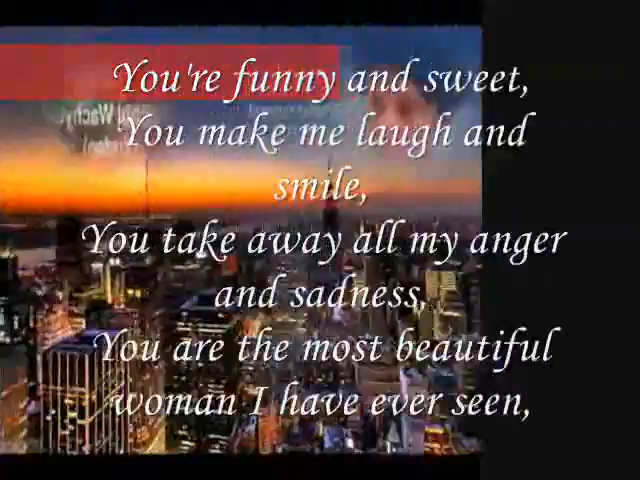 You're funny and sweet,
You make me laugh and
smile,
You take away all my anger
and sadness,
You are the most beautiful
woman I have ever seen,